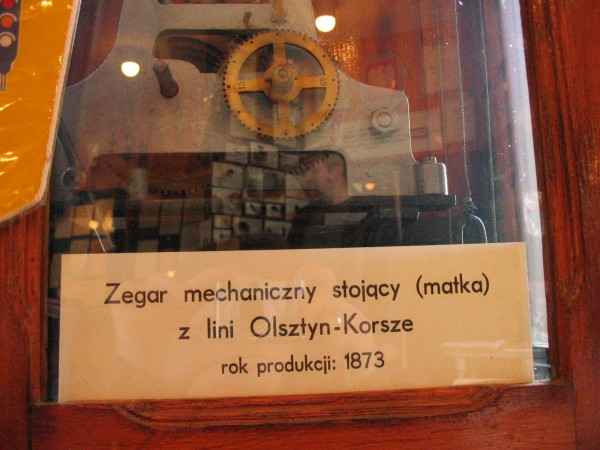 Zegar mechaniczny stojący (matka)
z lini Olsztyn-Korsze
rok produkcji: 1873